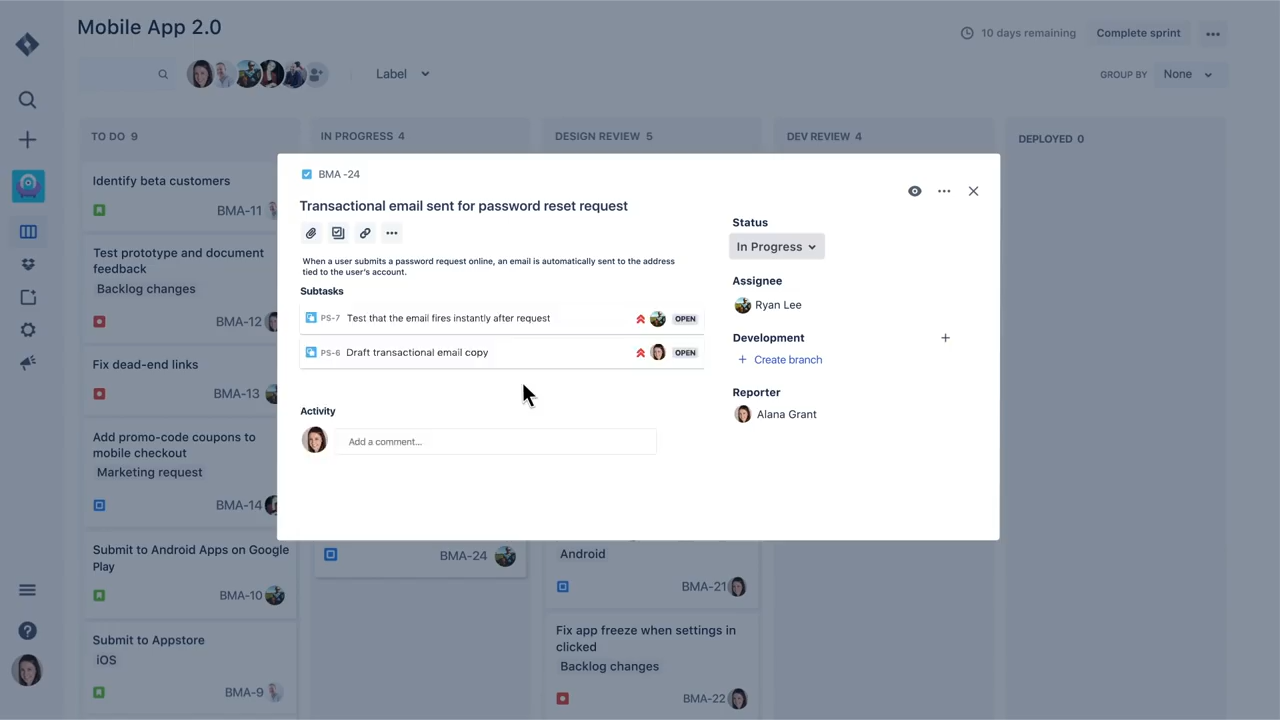 Mobile App 2.0
10 days remaining
Complete sprint
Label
GROUP BY
None
TO DO 9
IN PROGRESS 4
DESIGN REVIEW 5
DEV REVIEW 4
DEPLOYED 0
Identify beta customers
BMA-11
Test prototype and document
feedback
Backlog changes
BMA-12
Fix dead-end links
BMA-13
Add promo-code coupons to
mobile checkout
Marketing request
BMA-14
Submit to Android Apps on Google
Play
BMA-10
Submit to Appstore
iOS
BMA-9
BMA -24
Transactional email sent for password reset request
When a user submits a password request online, an email is automatically sent to the address
tied to the user's account.
Subtasks
PS-7 Test that the email fires instantly after request OPEN
PS-6 Draft transactional email copy OPEN
Activity
Add a comment...
Status
In Progress
Assignee
Ryan Lee
Development
Create branch
Reporter
Alana Grant
BMA-24
Android
BMA-21
Fix app freeze when settings in
clicked
Backlog changes
BMA-22